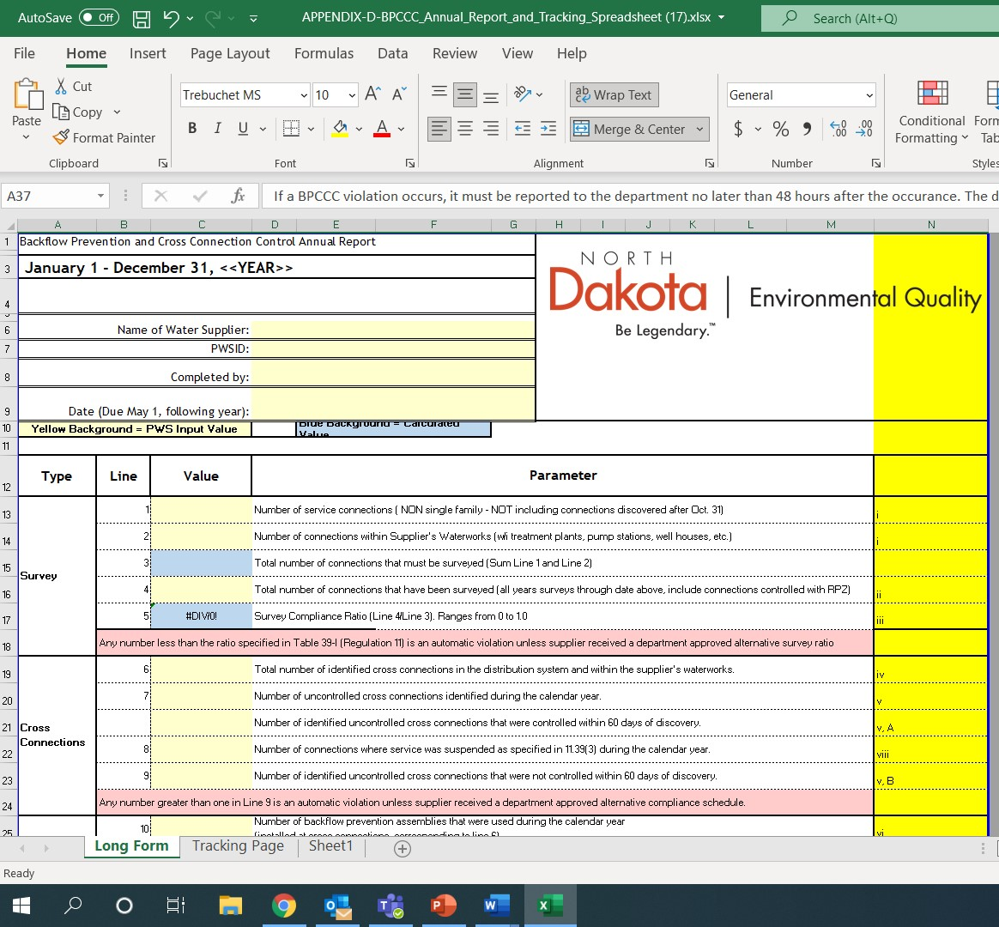 AutoSave Off APPENDIX-D-BPCCC_Annual_Report_and_Tracking_Spreadsheet (17).xlsx Search (Alt+Q)
File Home Insert Page Layout Formulas Data Review View Help
Paste
Cut
Copy
Format Painter
Clipboard
Trebuchet MS 10 A^ A
B I U A
Font
ab Wrap Text
Merge & Center
Alignment
General
$ % , .00 .00
Number
Conditional
Formatting
Form
Tab
Styles
A37 fx If a BPCCC violation occurs, it must be reported to the department no later than 48 hours after the occurance. The d
A B C D E F G H I J K L M N
1 Backflow Prevention and Cross Connection Control Annual Report
3 January 1 - December 31, <<YEAR>>
NORTH
Dakota
Be Legendary.™
Environmental Quality
4
6 Name of Water Supplier:
7 PWSID:
8 Completed by:
9 Date (Due May 1, following year):
10 Yellow Background = PWS Input Value Blue Background = Calculated
Value
11
12 Type Line Value Parameter
13 1 Number of service connections ( NON single family - NOT including connections discovered after Oct. 31) i
14 2 Number of connections within Supplier's Waterworks (w/i treatment plants, pump stations, well houses, etc.) i
15 3 Total number of connections that must be surveyed (Sum Line 1 and Line 2)
Survey
16 4 Total number of connections that have been surveyed (all years surveys through date above, include connections controlled with RPZ) ii
17 5 #DIV/0! Survey Compliance Ratio (Line 4/Line 3). Ranges from 0 to 1.0 iii
18 Any number less than the ratio specified in Table 39-I (Regulation 11) is an automatic violation unless supplier received a department approved alternative survey ratio
19 6 Total number of identified cross connections in the distribution system and within the supplier's waterworks. iv
20 7 Number of uncontrolled cross connections identified during the calendar year. v
21 Cross
Connections
Number of identified uncontrolled cross connections that were controlled within 60 days of discovery. v, A
22 8 Number of connections where service was suspended as specified in 11.39(3) during the calendar year. viii
23 9 Number of identified uncontrolled cross connections that were not controlled within 60 days of discovery. v, B
24 Any number greater than one in Line 9 is an automatic violation unless supplier received a department approved alternative compliance schedule.
25 10 Number of backflow prevention assemblies that were used during the calendar year
(installed at cross connections, corresponding to line 6) vi
Long Form Tracking Page Sheet1
Ready